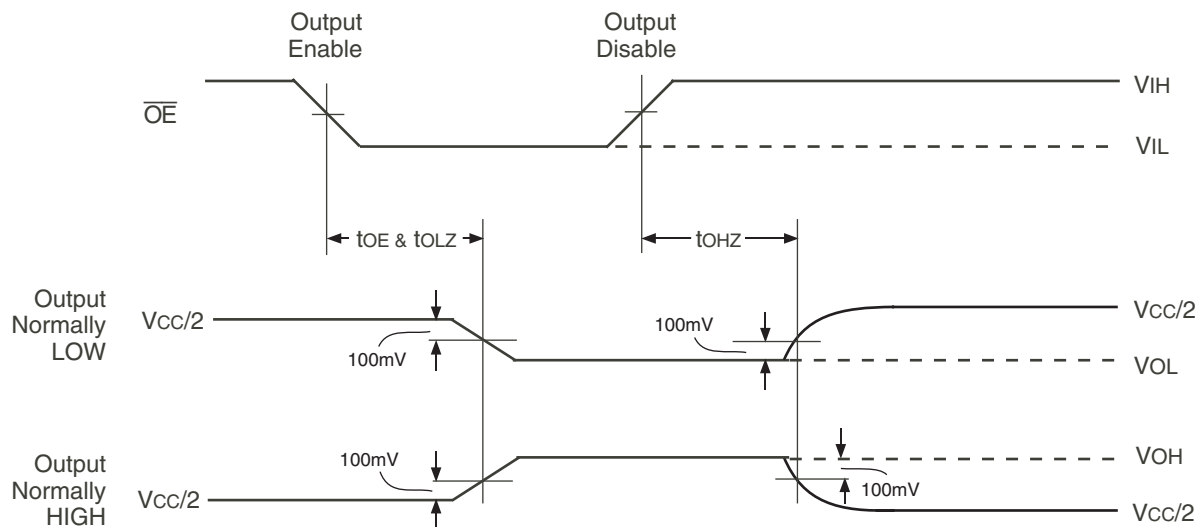 Output
Enable
Output
Disable
OE
VIH
VIL
tOE & tOLZ
tOHZ
Output
Normally
LOW
VCC/2
100mV
100mV
VCC/2
VOL
Output
Normally
HIGH
100mV
VCC/2
VOH
100mV
VCC/2